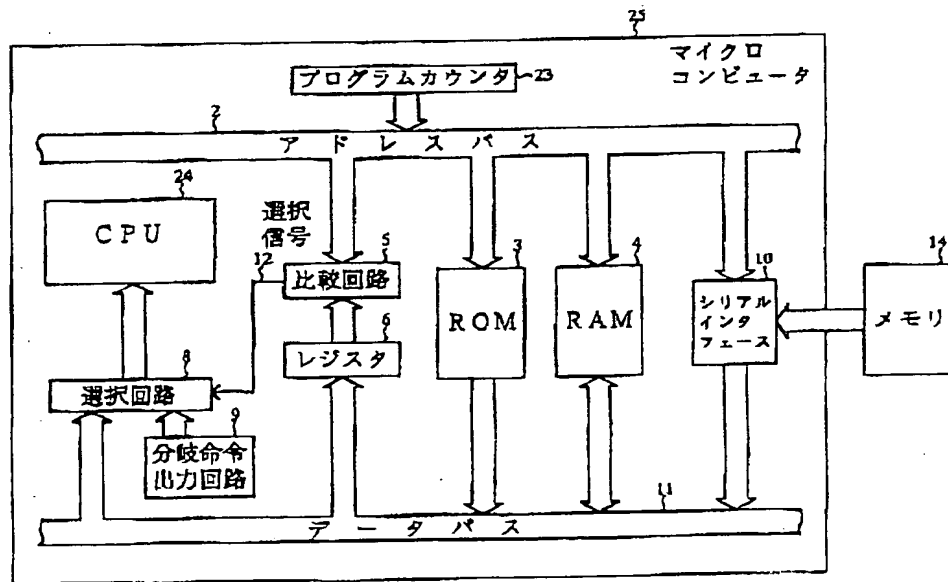 25
マイクロ
コンピュータ
プログラムカウンタ
23
2
アドレスバス
24
CPU
選択
信号
12
5
比較回路
6
レジスタ
3
ROM
4
RAM
10
シリアル
インタ
フェース
14
メモリ
8
選択回路
9
分岐命令
出力回路
11
データバス